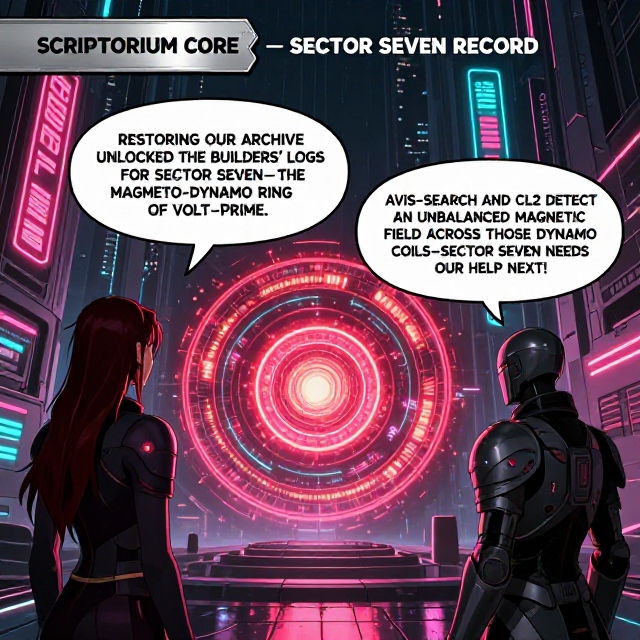 SCRIPTORIUM CORE — SECTOR SEVEN RECORD
RESTORING OUR ARCHIVE
UNLOCKED THE BUILDERS' LOGS
FOR SECTOR SEVEN—THE
MAGMETO-DYNAMO RING
OF VOLT-PRIME.
AVIS-SEARCH AND CL2 DETECT
AN UNBALANCED MAGNETIC
FIELD ACROSS THOSE DYNAMO
COILS—SECTOR SEVEN NEEDS
OUR HELP NEXT!